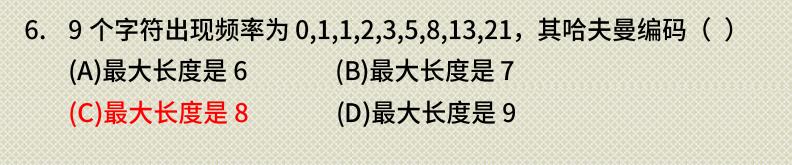 6. 9 个字符出现频率为 0,1,1,2,3,5,8,13,21，其哈夫曼编码（ ）
(A)最大长度是 6 (B)最大长度是 7
(C)最大长度是 8 (D)最大长度是 9